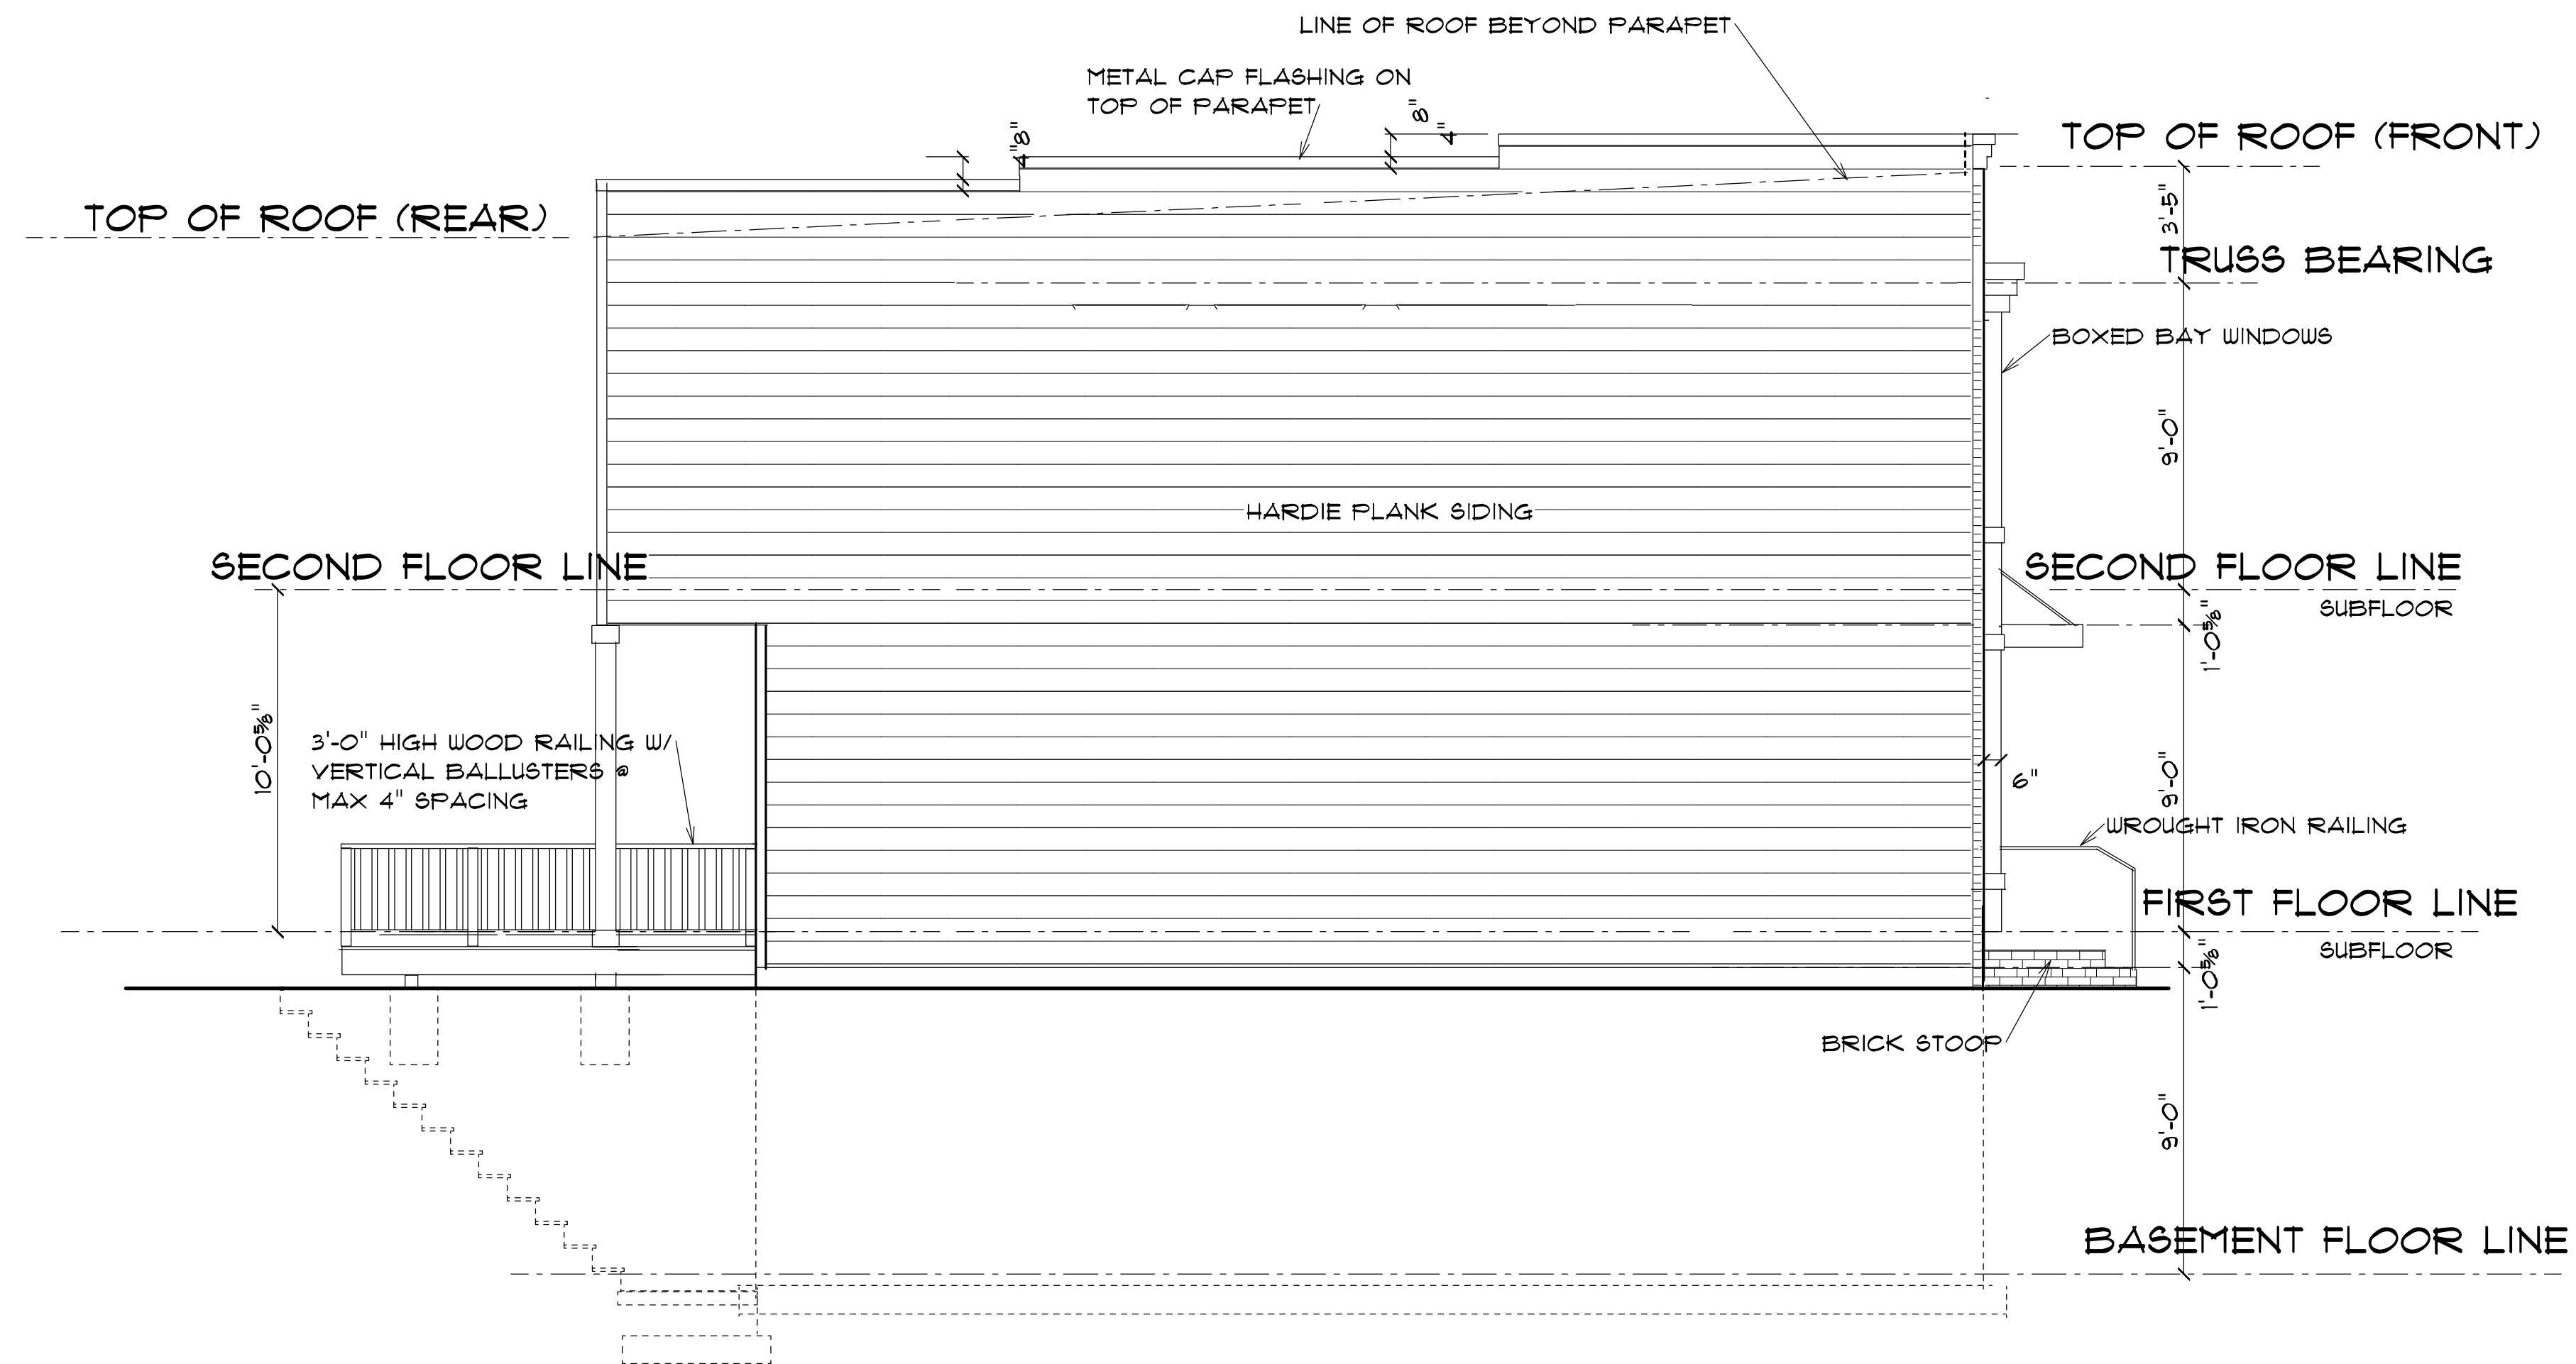 LINE OF ROOF BEYOND PARAPET
METAL CAP FLASHING ON
TOP OF PARAPET
8"
4"
8"
4"
TOP OF ROOF (FRONT)
TOP OF ROOF (REAR)
3'-5"
TRUSS BEARING
BOXED BAY WINDOWS
9'-0"
HARDIE PLANK SIDING
SECOND FLOOR LINE
SECOND FLOOR LINE
SUBFLOOR
1'-0⅝"
10'-0⅝"
3'-0" HIGH WOOD RAILING W/
VERTICAL BALLUSTERS @
MAX 4" SPACING
6"
9'-0"
WROUGHT IRON RAILING
FIRST FLOOR LINE
SUBFLOOR
1'-0⅝"
BRICK STOOP
9'-0"
BASEMENT FLOOR LINE